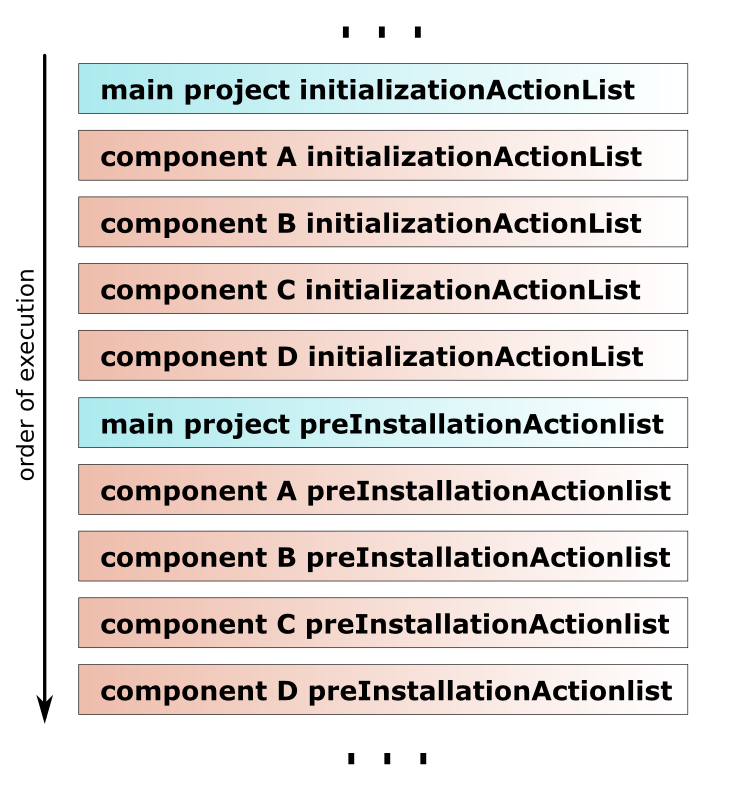 . . .
main project initializationActionList
component A initializationActionList
component B initializationActionList
component C initializationActionList
component D initializationActionList
main project preInstallationActionlist
component A preInstallationActionlist
component B preInstallationActionlist
component C preInstallationActionlist
component D preInstallationActionlist
. . .
order of execution